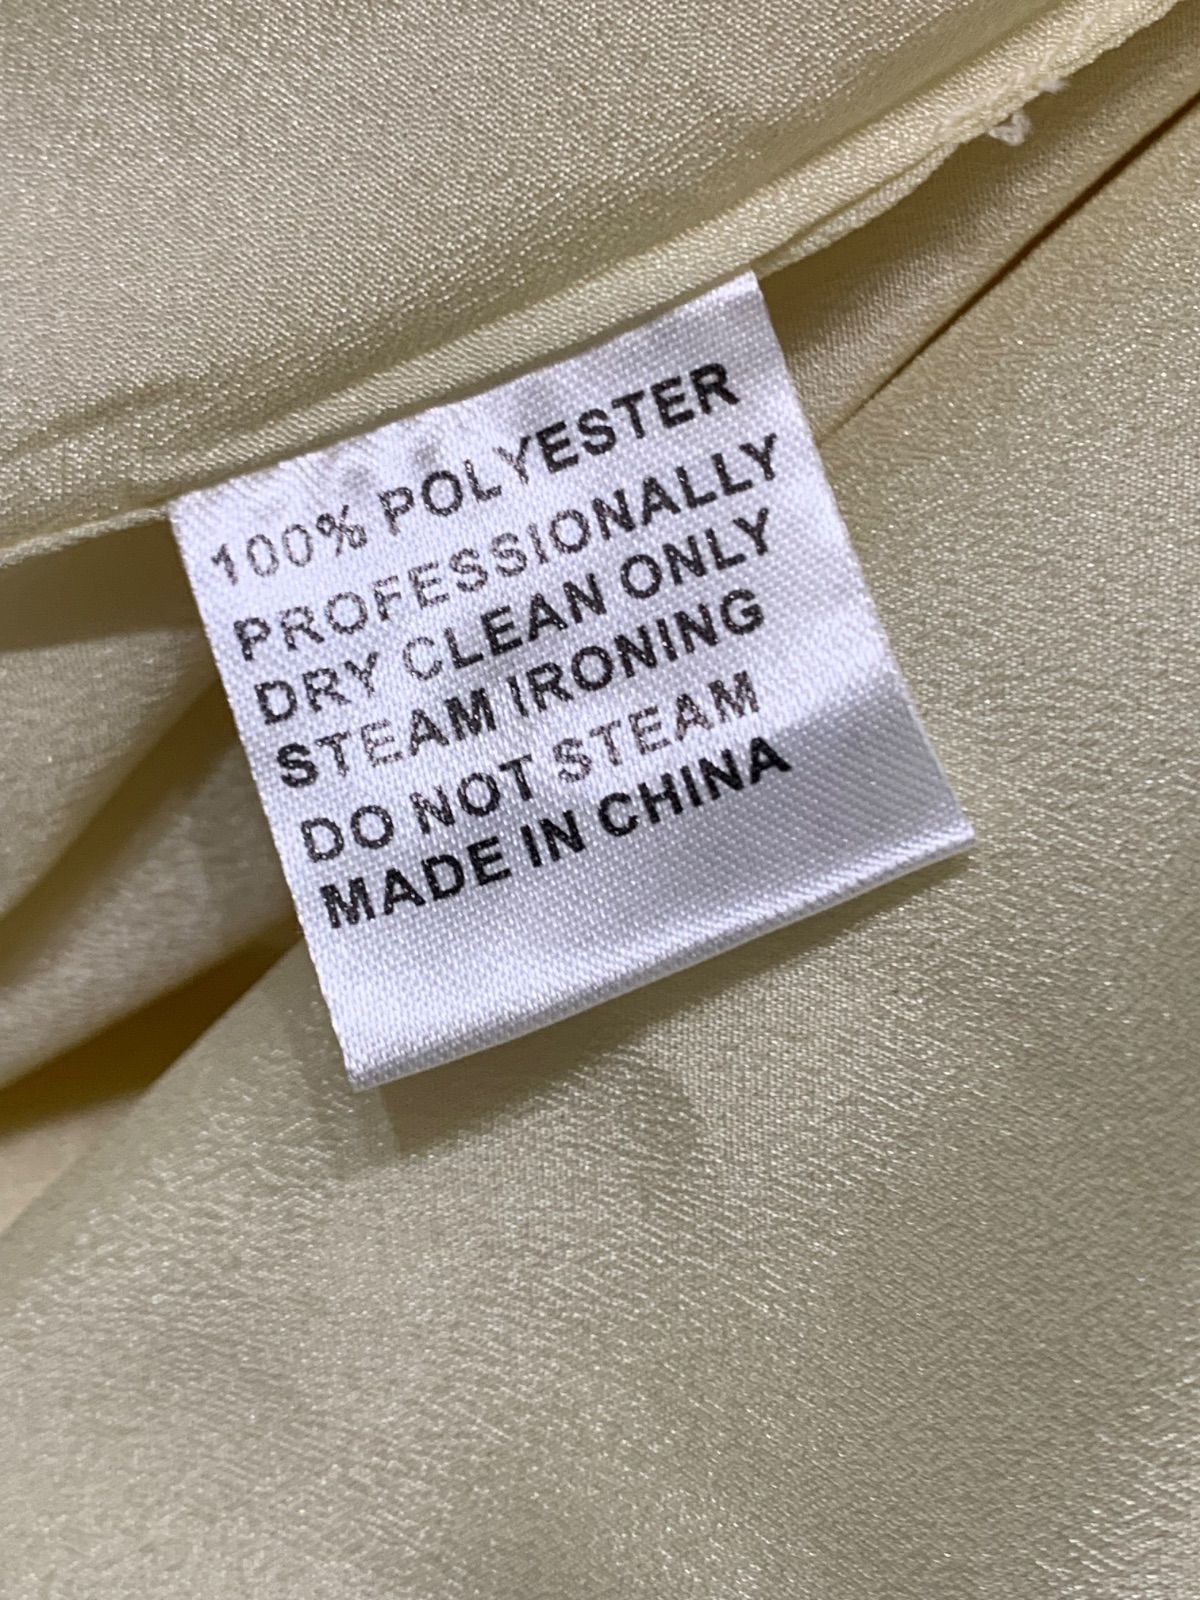 100% POLYESTER
PROFESSIONALLY
DRY CLEAN ONLY
STEAM IRONING
DO NOT STEAM
MADE IN CHINA